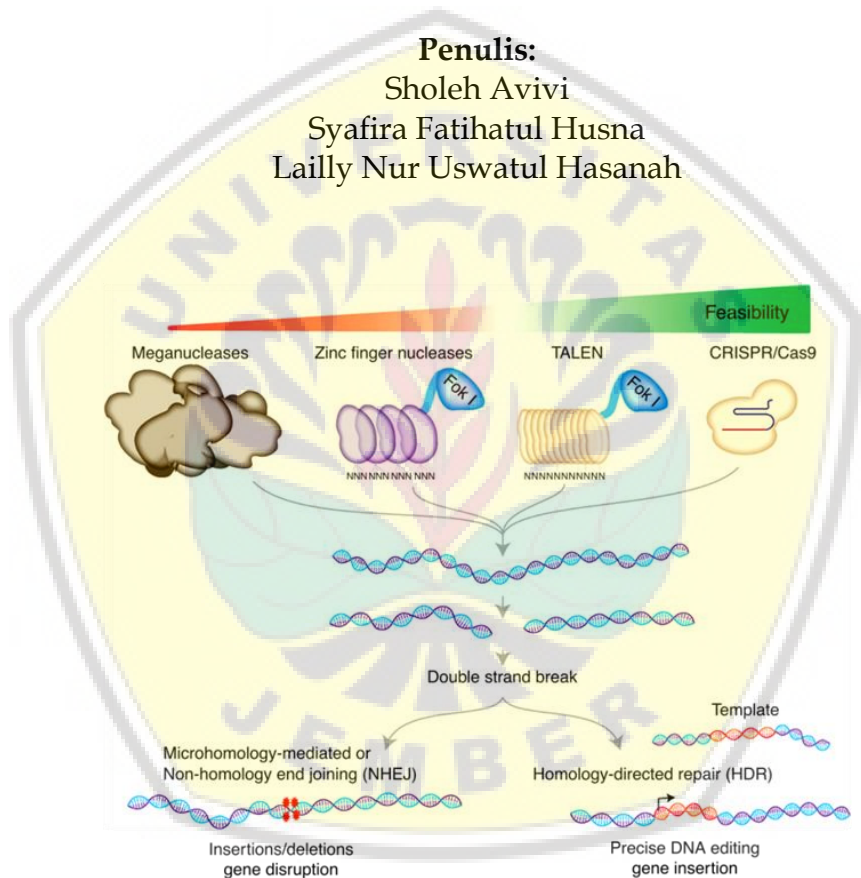 Penulis:
Sholeh Avivi
Syafira Fatihatul Husna
Lailly Nur Uswatul Hasanah
UNIVERSITAS
Feasibility
Meganucleases
Zinc finger nucleases
TALEN
CRISPR/Cas9
Fok I
Fok I
NNN NNN NNN NNN
NNNNNNNNNNN
Double strand break
JEMBER
Template
Microhomology-mediated or
Non-homology end joining (NHEJ)
Homology-directed repair (HDR)
Insertions/deletions
gene disruption
Precise DNA editing
gene insertion